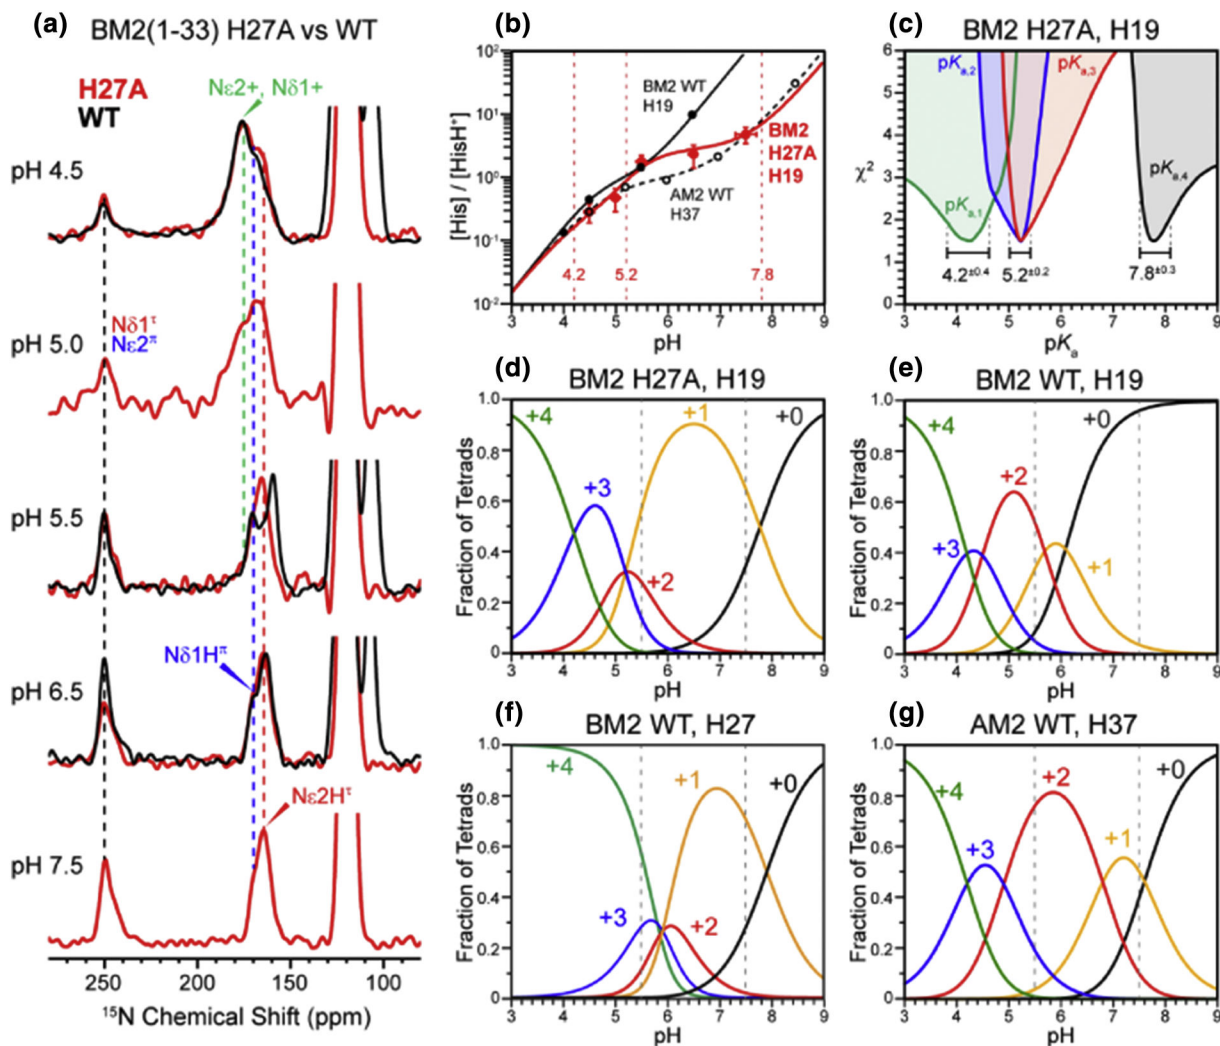 (a) BM2(1-33) H27A vs WT
H27A
WT
Nε2+, Nδ1+
pH 4.5
Nδ1τ
Nε2π
pH 5.0
pH 5.5
Nδ1Hπ
pH 6.5
Nε2Hτ
pH 7.5
250 200 150 100
15N Chemical Shift (ppm)
(b)
10²
10¹
10⁰
10⁻¹
10⁻²
[His] / [HisH⁺]
BM2 WT
H19
BM2
H27A
H19
AM2 WT
H37
4.2 5.2 7.8
3 4 5 6 7 8 9
pH
(c) BM2 H27A, H19
6
5
4
3
2
1
0
χ²
pKa,2
pKa,3
pKa,4
pKa,1
4.2±0.4 5.2±0.2 7.8±0.3
3 4 5 6 7 8 9
pKa
(d) BM2 H27A, H19
1.0
0.8
0.6
0.4
0.2
0
Fraction of Tetrads
+4 +1 +0
+3
+2
3 4 5 6 7 8 9
pH
(e) BM2 WT, H19
1.0
0.8
0.6
0.4
0.2
0
Fraction of Tetrads
+4 +0
+2
+3
+1
3 4 5 6 7 8 9
pH
(f) BM2 WT, H27
1.0
0.8
0.6
0.4
0.2
0
Fraction of Tetrads
+4 +1 +0
+3 +2
3 4 5 6 7 8 9
pH
(g) AM2 WT, H37
1.0
0.8
0.6
0.4
0.2
0
Fraction of Tetrads
+4 +2 +0
+3 +1
3 4 5 6 7 8 9
pH